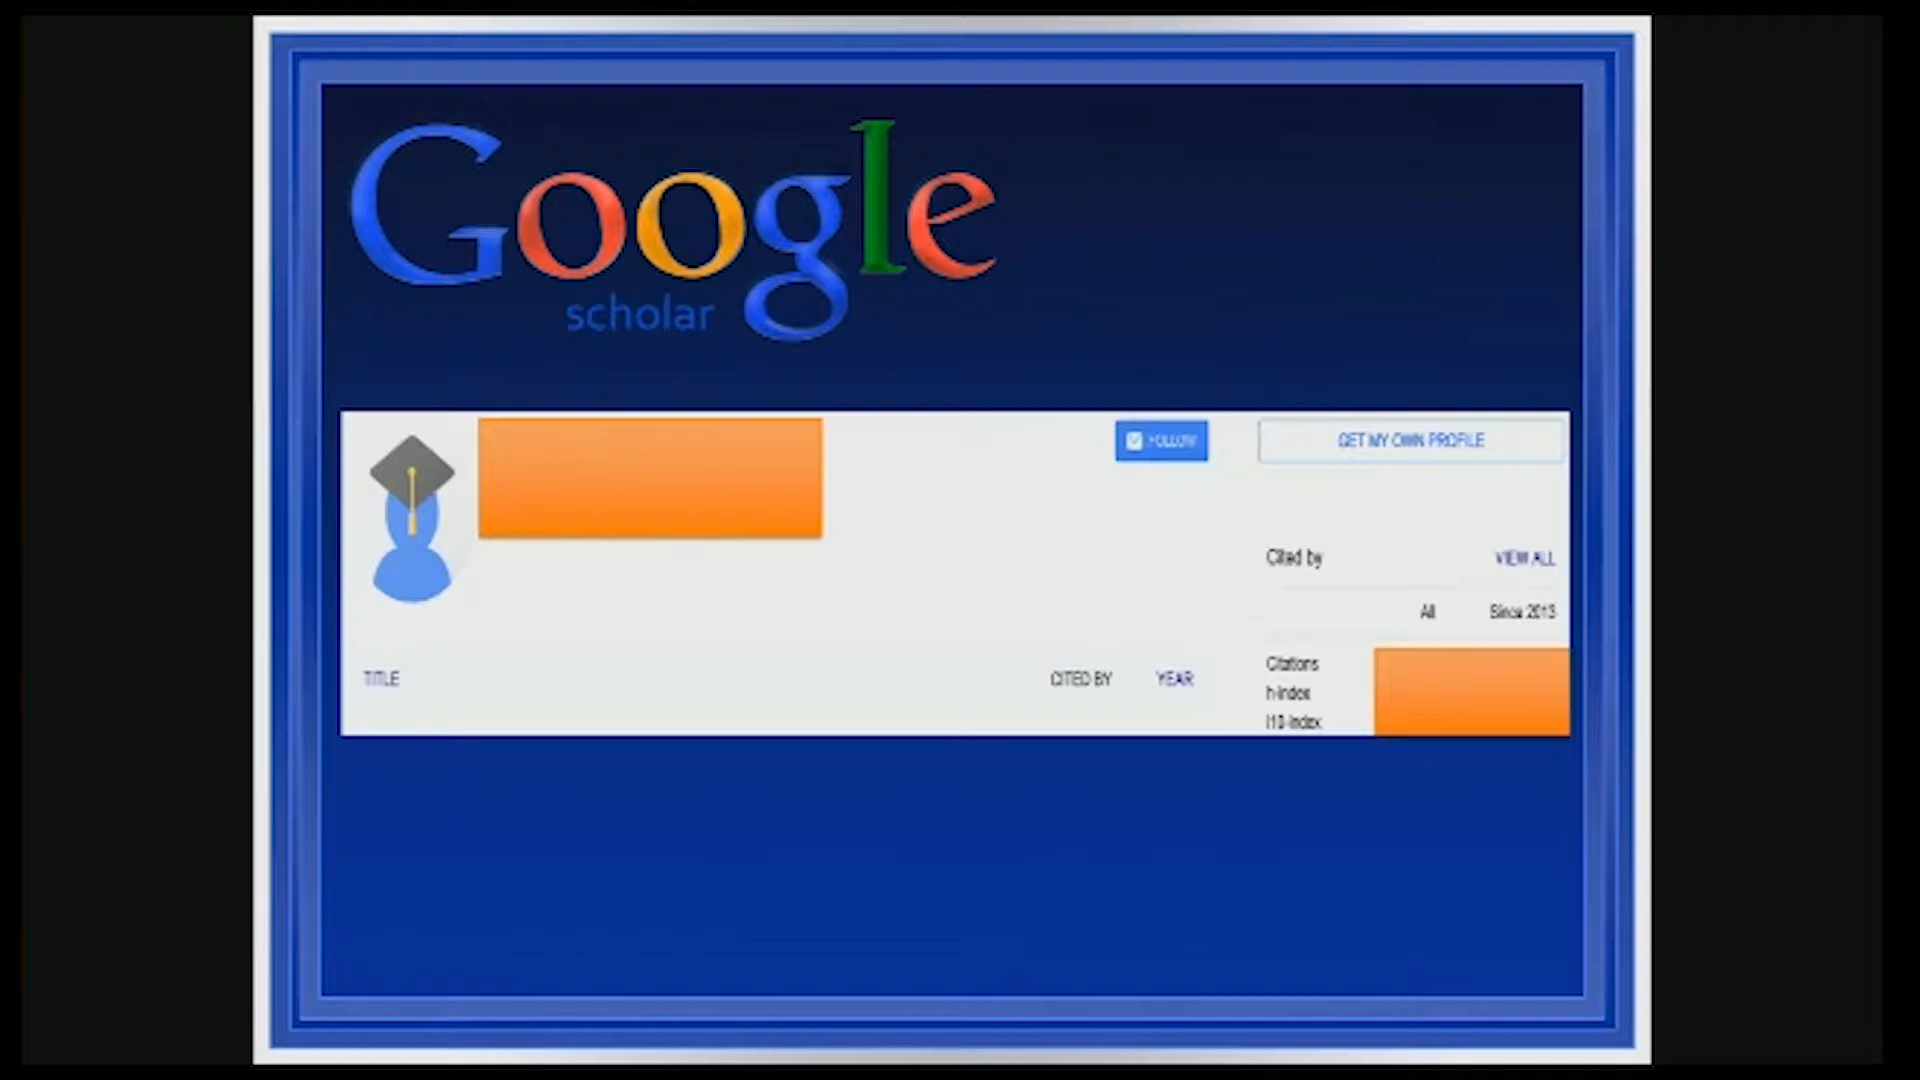 Google
scholar
FOLLOW
GET MY OWN PROFILE
Cited by
VIEW ALL
All
Since 2013
TITLE
CITED BY
YEAR
Citations
h-index
i10-index